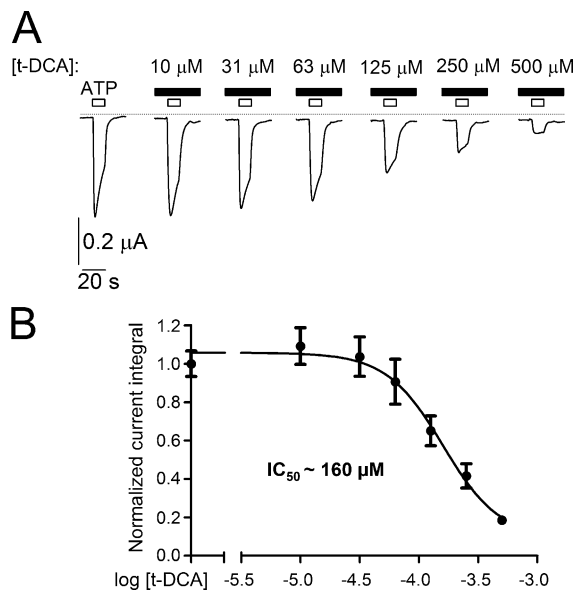 A
[t-DCA]: 10 µM 31 µM 63 µM 125 µM 250 µM 500 µM
ATP
0.2 µA
20 s
B
Normalized current integral
1.2
1.0
0.8
0.6
0.4
0.2
0.0
IC50 ~ 160 µM
-5.5 -5.0 -4.5 -4.0 -3.5 -3.0
log [t-DCA]